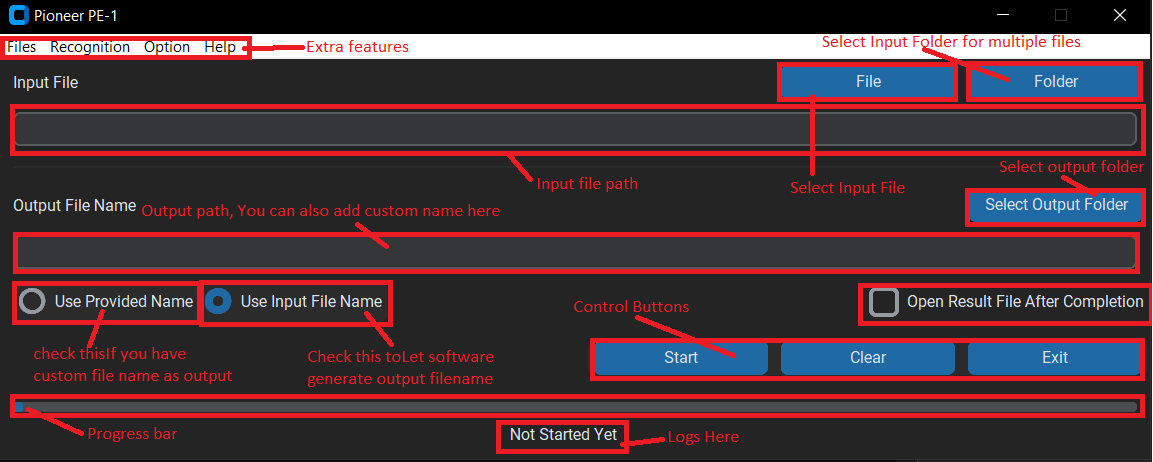 Pioneer PE-1
Files Recognition Option Help Extra features
Select Input Folder for multiple files
Input File
File
Folder
Input file path
Select Input File
Select output folder
Output File Name
Output path, You can also add custom name here
Select Output Folder
Use Provided Name
Use Input File Name
Open Result File After Completion
Control Buttons
check thisIf you have
custom file name as output
Check this toLet software
generate output filename
Start
Clear
Exit
Progress bar
Not Started Yet
Logs Here